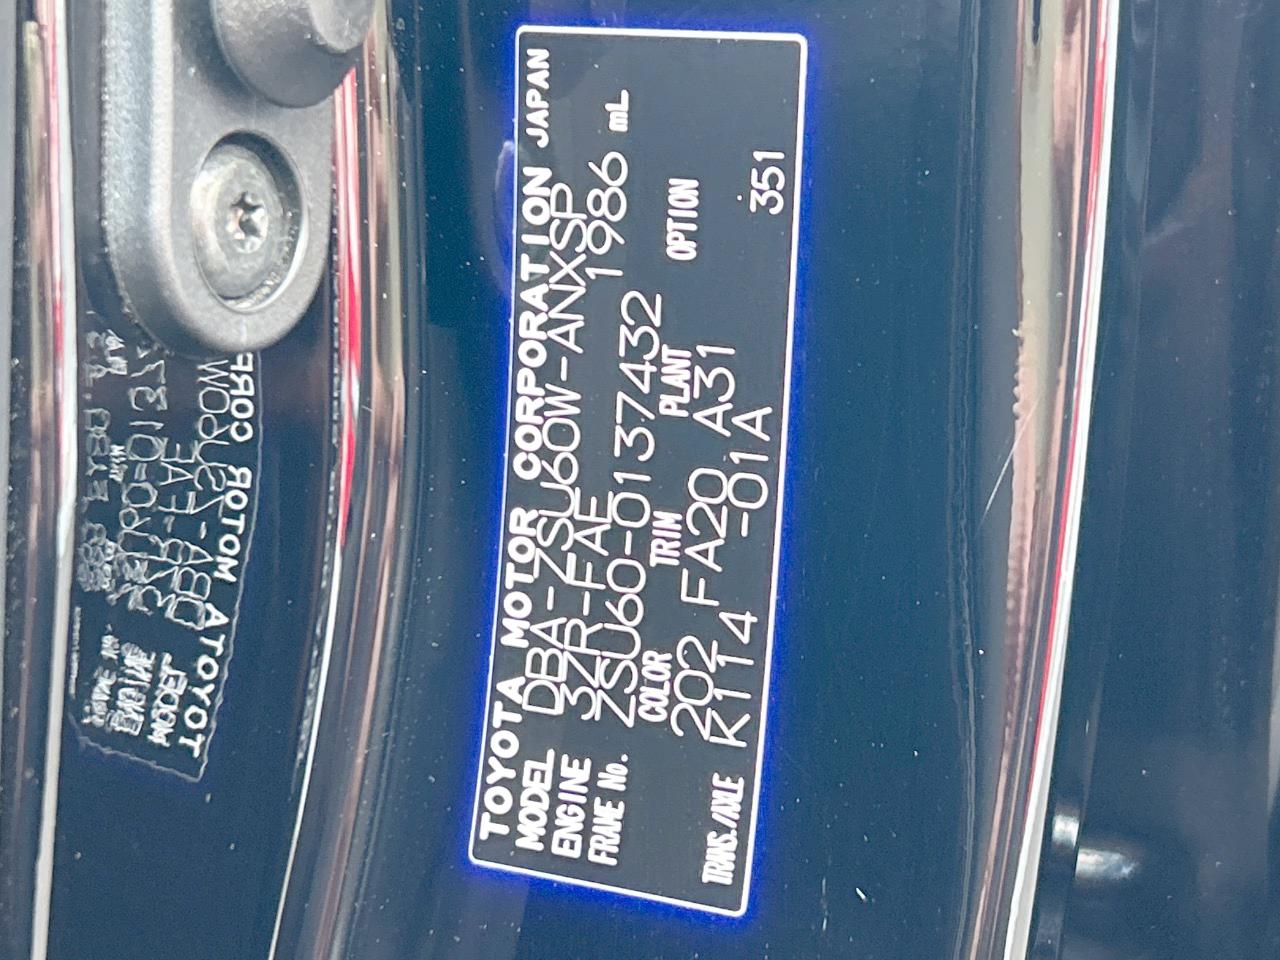 TOYOTA MOTOR CORPORATION JAPAN
MODEL DBA-ZSU60W-ANXSP
ENGINE 3ZR-FAE 1986 mL
FRAME No. ZSU60-0137432
COLOR TRIM PLANT OPTION
202 FA20 A31
TRANS./AXLE K114 -01A 351